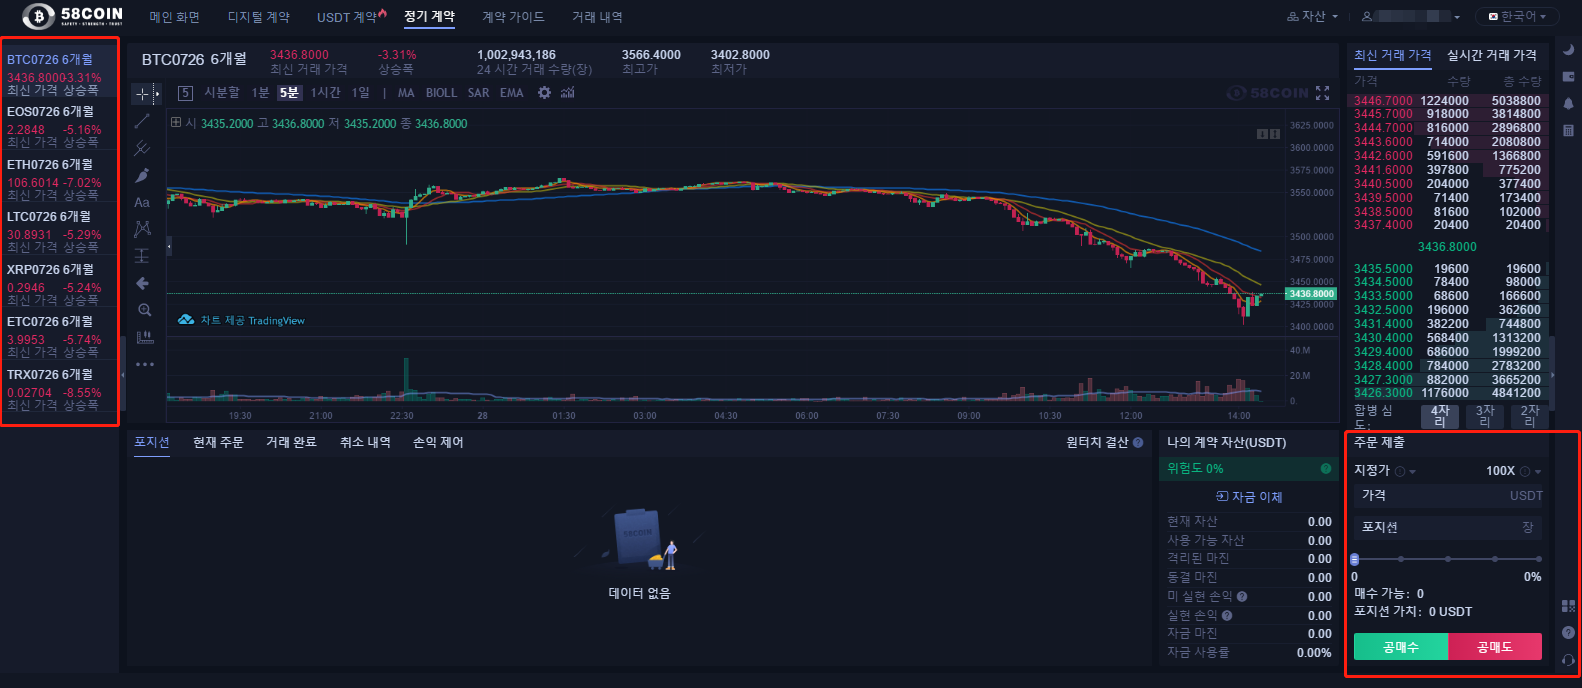 58COIN
SAFETY · STRENGTH · TRUST
메인 화면 디지털 계약 USDT 계약 정기 계약 계약 가이드 거래 내역
자산
한국어
BTC0726 6개월
3436.8000 -3.31%
최신 가격 상승폭
EOS0726 6개월
2.2848 -5.16%
최신 가격 상승폭
ETH0726 6개월
106.6014 -7.02%
최신 가격 상승폭
LTC0726 6개월
30.8931 -5.29%
최신 가격 상승폭
XRP0726 6개월
0.2946 -5.24%
최신 가격 상승폭
ETC0726 6개월
3.9953 -5.74%
최신 가격 상승폭
TRX0726 6개월
0.02704 -8.55%
최신 가격 상승폭
BTC0726 6개월
3436.8000 -3.31% 1,002,943,186 3566.4000 3402.8000
최신 거래 가격 상승폭 24 시간 거래 수량(장) 최고가 최저가
5 시분할 1분 5분 1시간 1일 | MA BIOLL SAR EMA
58COIN
시 3435.2000 고 3436.8000 저 3435.2000 종 3436.8000
Aa
3625.0000
3600.0000
3575.0000
3550.0000
3525.0000
3500.0000
3475.0000
3450.0000
3436.8000
3425.0000
3400.0000
차트 제공 TradingView
40 M
20 M
0.
19:30 21:00 22:30 28 01:30 03:00 04:30 06:00 07:30 09:00 10:30 12:00 14:00
최신 거래 가격 실시간 거래 가격
가격 수량 총 수량
3446.7000 1224000 5038800
3445.7000 918000 3814800
3444.7000 816000 2896800
3443.6000 714000 2080800
3442.6000 591600 1366800
3441.6000 397800 775200
3440.5000 204000 377400
3439.5000 71400 173400
3438.5000 81600 102000
3437.4000 20400 20400
3436.8000
3435.5000 19600 19600
3434.5000 78400 98000
3433.5000 68600 166600
3432.5000 196000 362600
3431.4000 382200 744800
3430.4000 568400 1313200
3429.4000 686000 1999200
3428.4000 784000 2783200
3427.3000 882000 3665200
3426.3000 1176000 4841200
합병 심도: 4자리 3자리 2자리
포지션 현재 주문 거래 완료 취소 내역 손익 제어
원터치 결산
58COIN
데이터 없음
나의 계약 자산(USDT)
위험도 0%
자금 이체
현재 자산 0.00
사용 가능 자산 0.00
격리된 마진 0.00
동결 마진 0.00
미 실현 손익 0.00
실현 손익 0.00
자금 마진 0.00
자금 사용률 0.00%
주문 제출
지정가 100X
가격 USDT
포지션 장
0 0%
매수 가능: 0
포지션 가치: 0 USDT
공매수 공매도